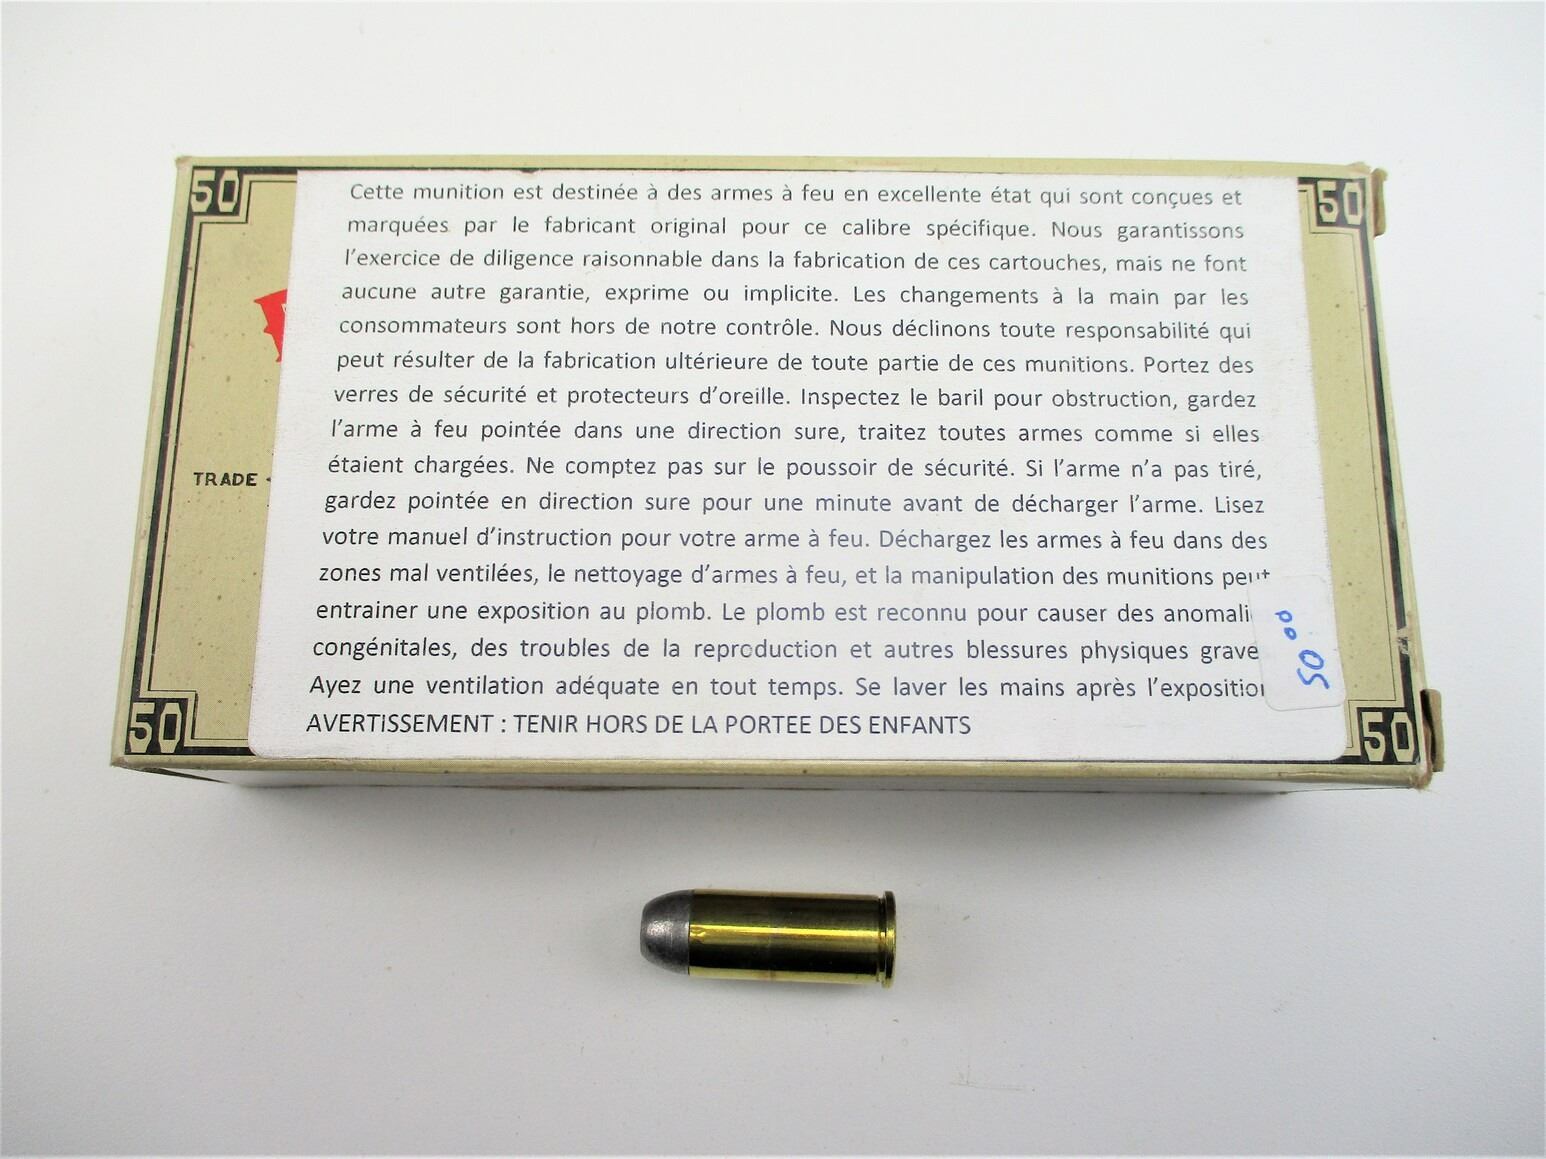 50
50
Cette munition est destinée à des armes à feu en excellente état qui sont conçues et
marquées par le fabricant original pour ce calibre spécifique. Nous garantissons
l'exercice de diligence raisonnable dans la fabrication de ces cartouches, mais ne font
aucune autre garantie, exprime ou implicite. Les changements à la main par les
consommateurs sont hors de notre contrôle. Nous déclinons toute responsabilité qui
peut résulter de la fabrication ultérieure de toute partie de ces munitions. Portez des
verres de sécurité et protecteurs d'oreille. Inspectez le baril pour obstruction, gardez
l'arme à feu pointée dans une direction sure, traitez toutes armes comme si elles
étaient chargées. Ne comptez pas sur le poussoir de sécurité. Si l'arme n'a pas tiré,
gardez pointée en direction sure pour une minute avant de décharger l'arme. Lisez
votre manuel d'instruction pour votre arme à feu. Déchargez les armes à feu dans des
zones mal ventilées, le nettoyage d'armes à feu, et la manipulation des munitions peut
entrainer une exposition au plomb. Le plomb est reconnu pour causer des anomali
congénitales, des troubles de la reproduction et autres blessures physiques grave
Ayez une ventilation adéquate en tout temps. Se laver les mains après l'exposition
AVERTISSEMENT : TENIR HORS DE LA PORTEE DES ENFANTS
TRADE -
50 00
50
50